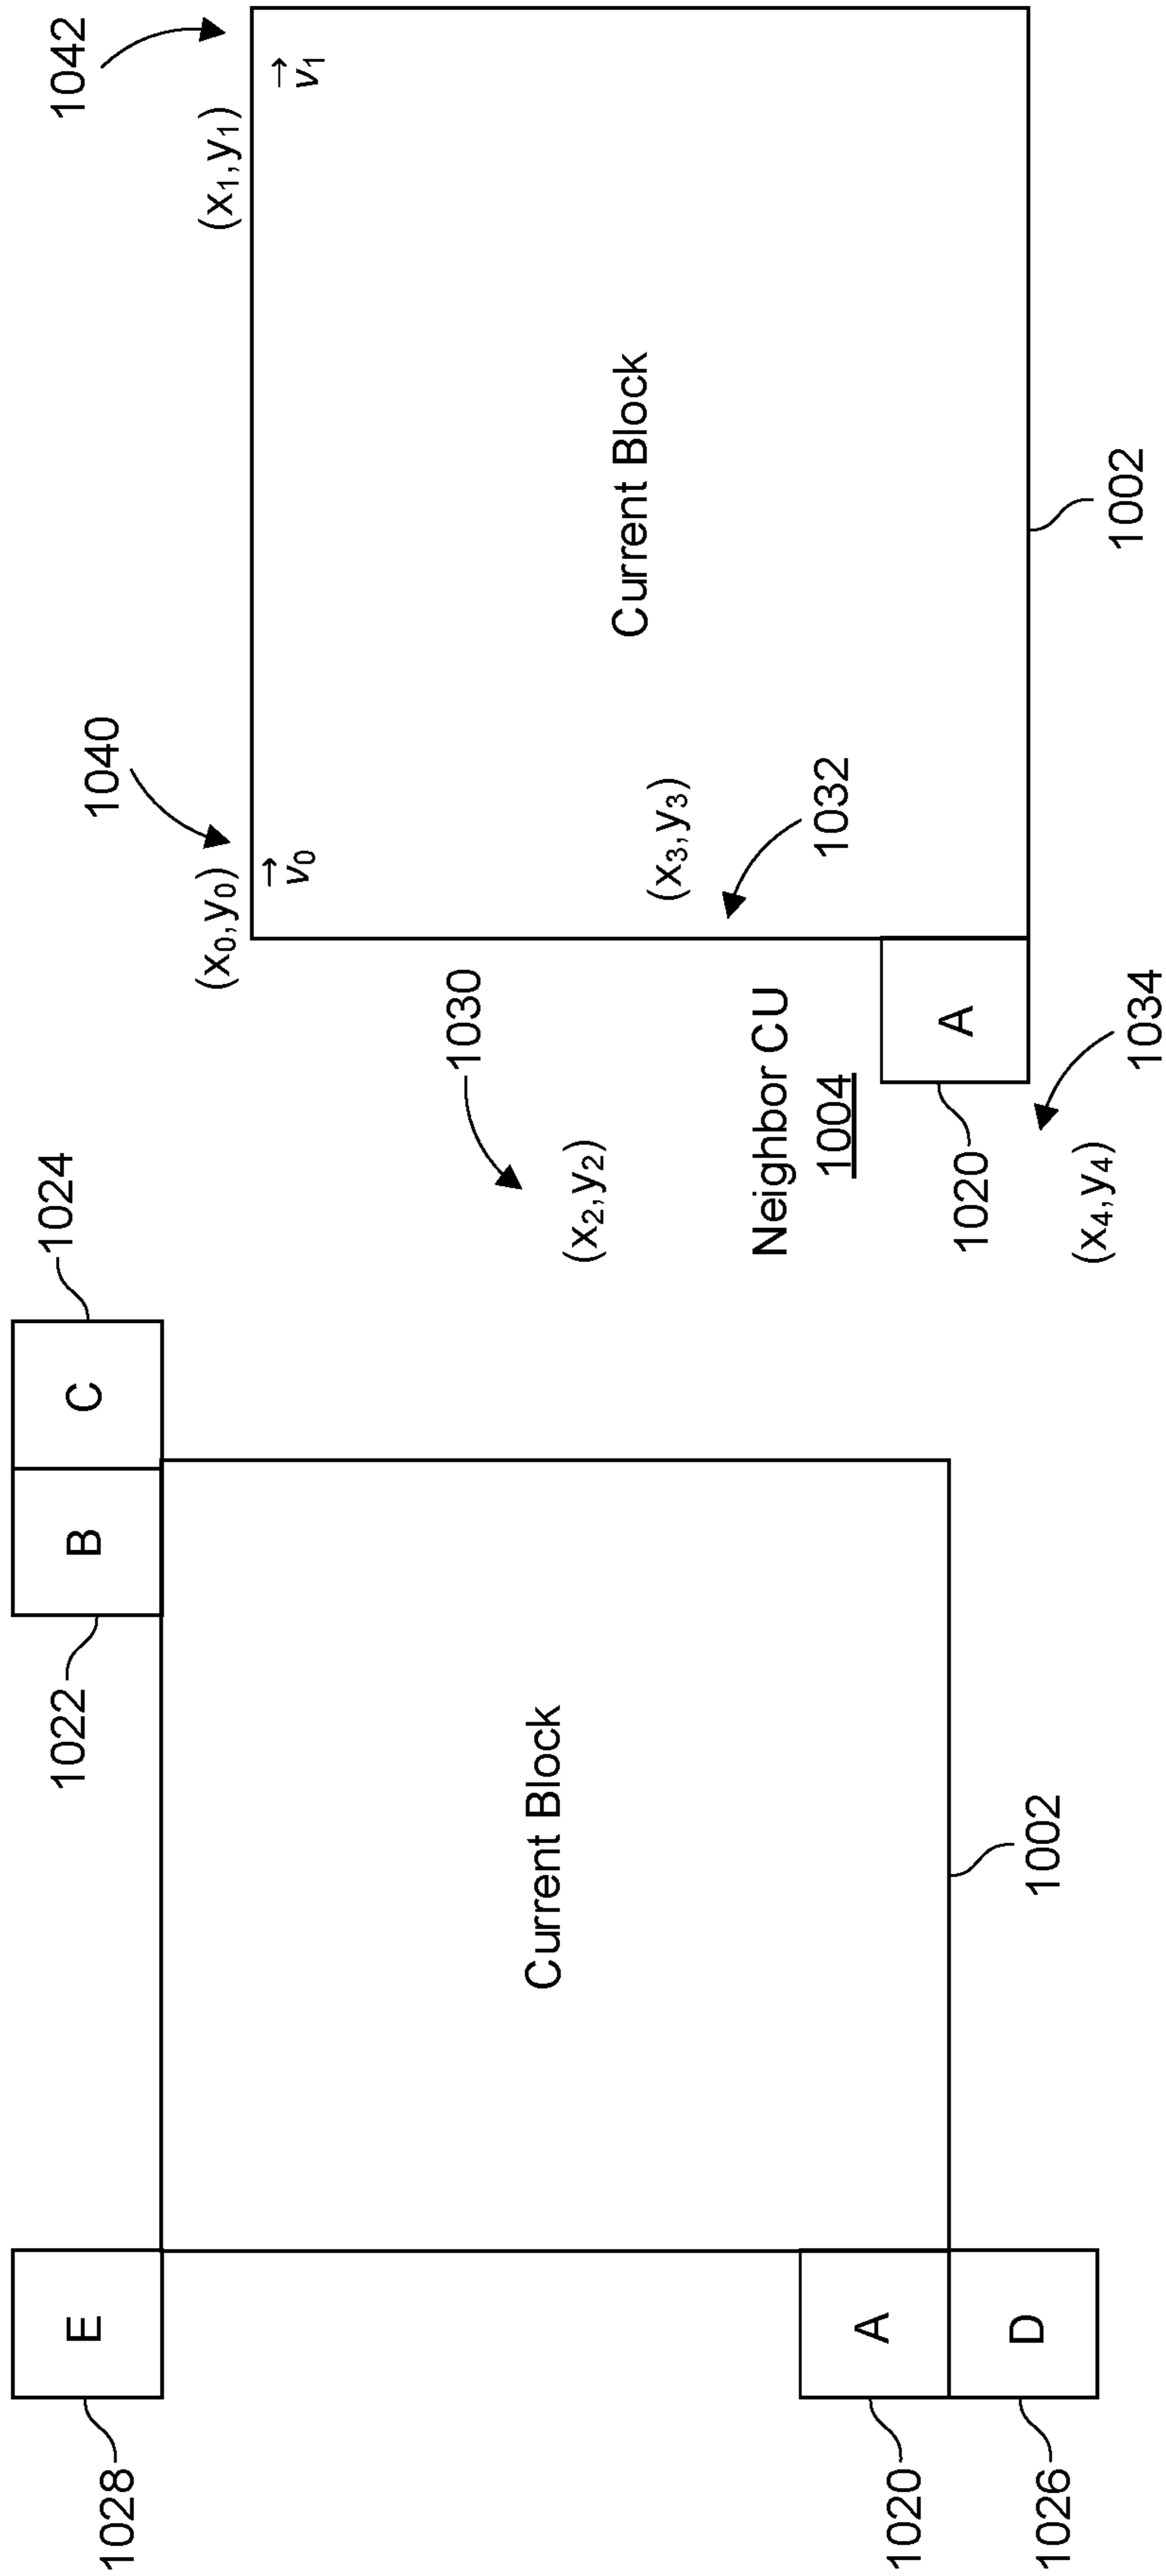 1028
E
1022
B
C
1024
Current Block
1020
A
1026
D
1002
1040
1042
(x0,y0)
(x1,y1)
→
v0
→
v1
1030
(x2,y2)
Current Block
(x3,y3)
Neighbor CU
1004
1032
1020
A
(x4,y4)
1034
1002